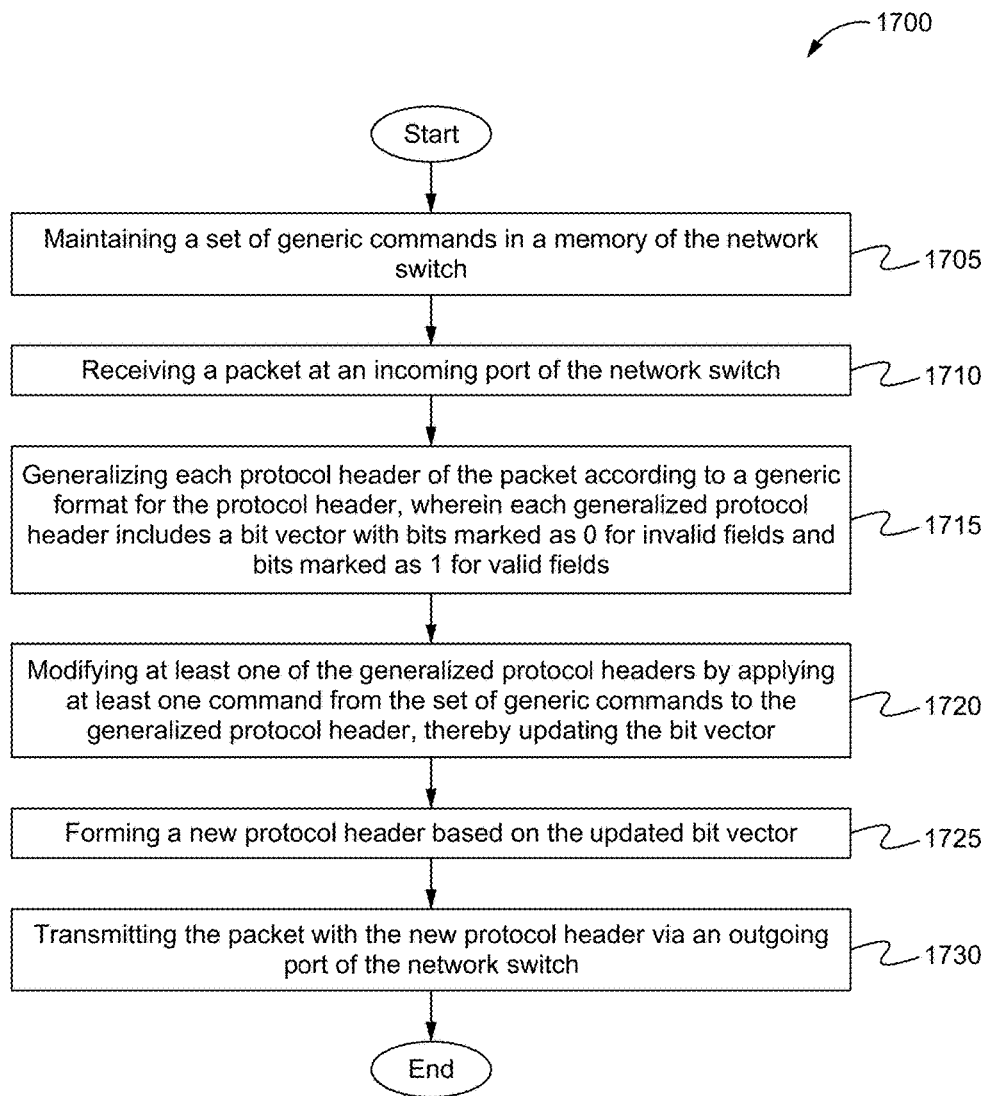 1700
Start
Maintaining a set of generic commands in a memory of the network
switch
1705
Receiving a packet at an incoming port of the network switch
1710
Generalizing each protocol header of the packet according to a generic
format for the protocol header, wherein each generalized protocol
header includes a bit vector with bits marked as 0 for invalid fields and
bits marked as 1 for valid fields
1715
Modifying at least one of the generalized protocol headers by applying
at least one command from the set of generic commands to the
generalized protocol header, thereby updating the bit vector
1720
Forming a new protocol header based on the updated bit vector
1725
Transmitting the packet with the new protocol header via an outgoing
port of the network switch
1730
End